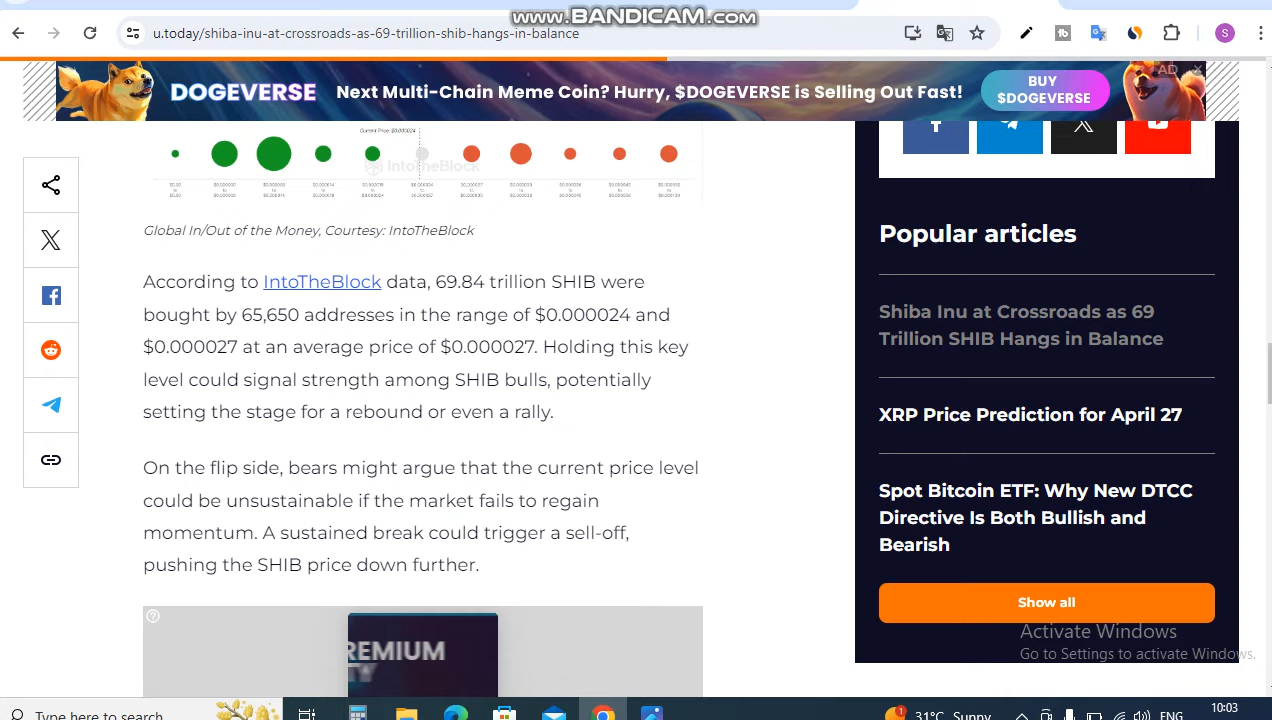 www.BANDICAM.com
u.today/shiba-inu-at-crossroads-as-69-trillion-shib-hangs-in-balance
S
AD
DOGEVERSE
Next Multi-Chain Meme Coin? Hurry, $DOGEVERSE is Selling Out Fast!
BUY
$DOGEVERSE
Current Price: $0.000024
IntoTheBlock
Global In/Out of the Money, Courtesy: IntoTheBlock
According to IntoTheBlock data, 69.84 trillion SHIB were
bought by 65,650 addresses in the range of $0.000024 and
$0.000027 at an average price of $0.000027. Holding this key
level could signal strength among SHIB bulls, potentially
setting the stage for a rebound or even a rally.
On the flip side, bears might argue that the current price level
could be unsustainable if the market fails to regain
momentum. A sustained break could trigger a sell-off,
pushing the SHIB price down further.
REMIUM
TY
Popular articles
Shiba Inu at Crossroads as 69
Trillion SHIB Hangs in Balance
XRP Price Prediction for April 27
Spot Bitcoin ETF: Why New DTCC
Directive Is Both Bullish and
Bearish
Show all
Activate Windows
Go to Settings to activate Windows.
Type here to search
1
31°C Sunny
ENG
10:03